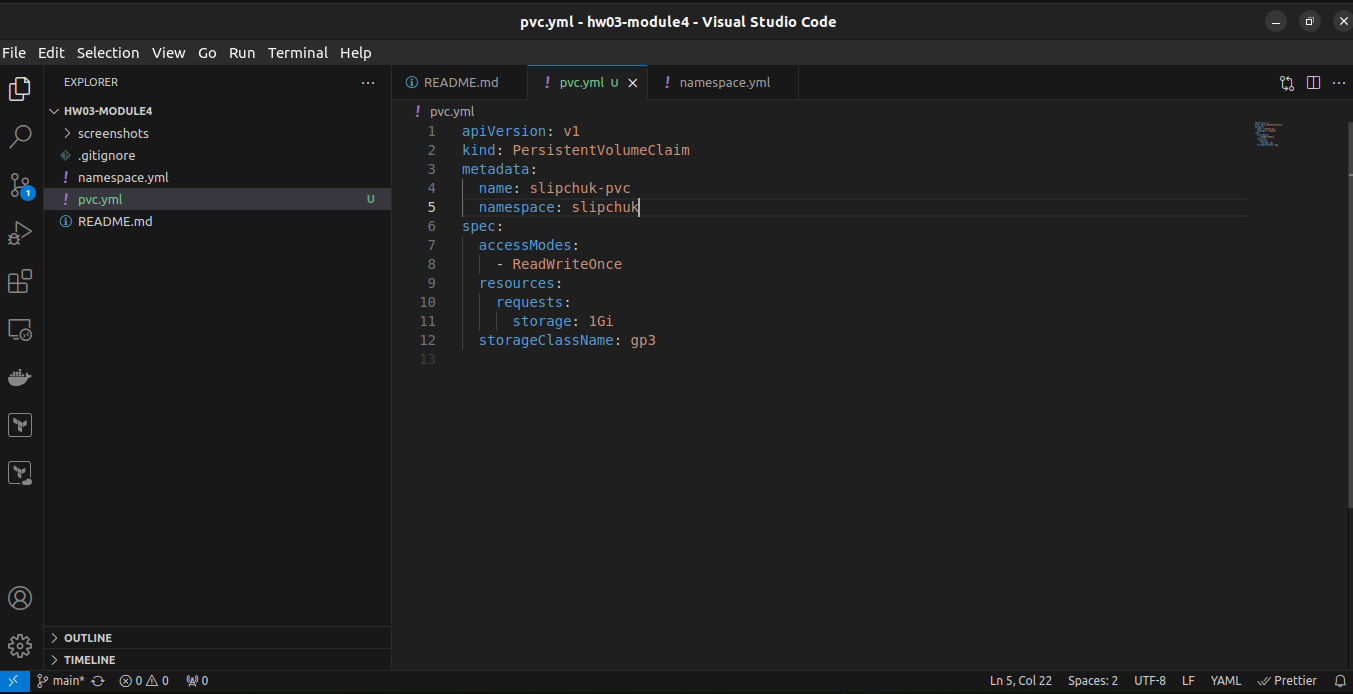 pvc.yml - hw03-module4 - Visual Studio Code
File Edit Selection View Go Run Terminal Help
EXPLORER
HW03-MODULE4
screenshots
.gitignore
! namespace.yml
! pvc.yml U
README.md
OUTLINE
TIMELINE
README.md
! pvc.yml U
! namespace.yml
! pvc.yml
1 apiVersion: v1
2 kind: PersistentVolumeClaim
3 metadata:
4   name: slipchuk-pvc
5   namespace: slipchuk
6 spec:
7   accessModes:
8     - ReadWriteOnce
9   resources:
10     requests:
11       storage: 1Gi
12   storageClassName: gp3
13
1
main* 0 0 0
Ln 5, Col 22 Spaces: 2 UTF-8 LF YAML Prettier